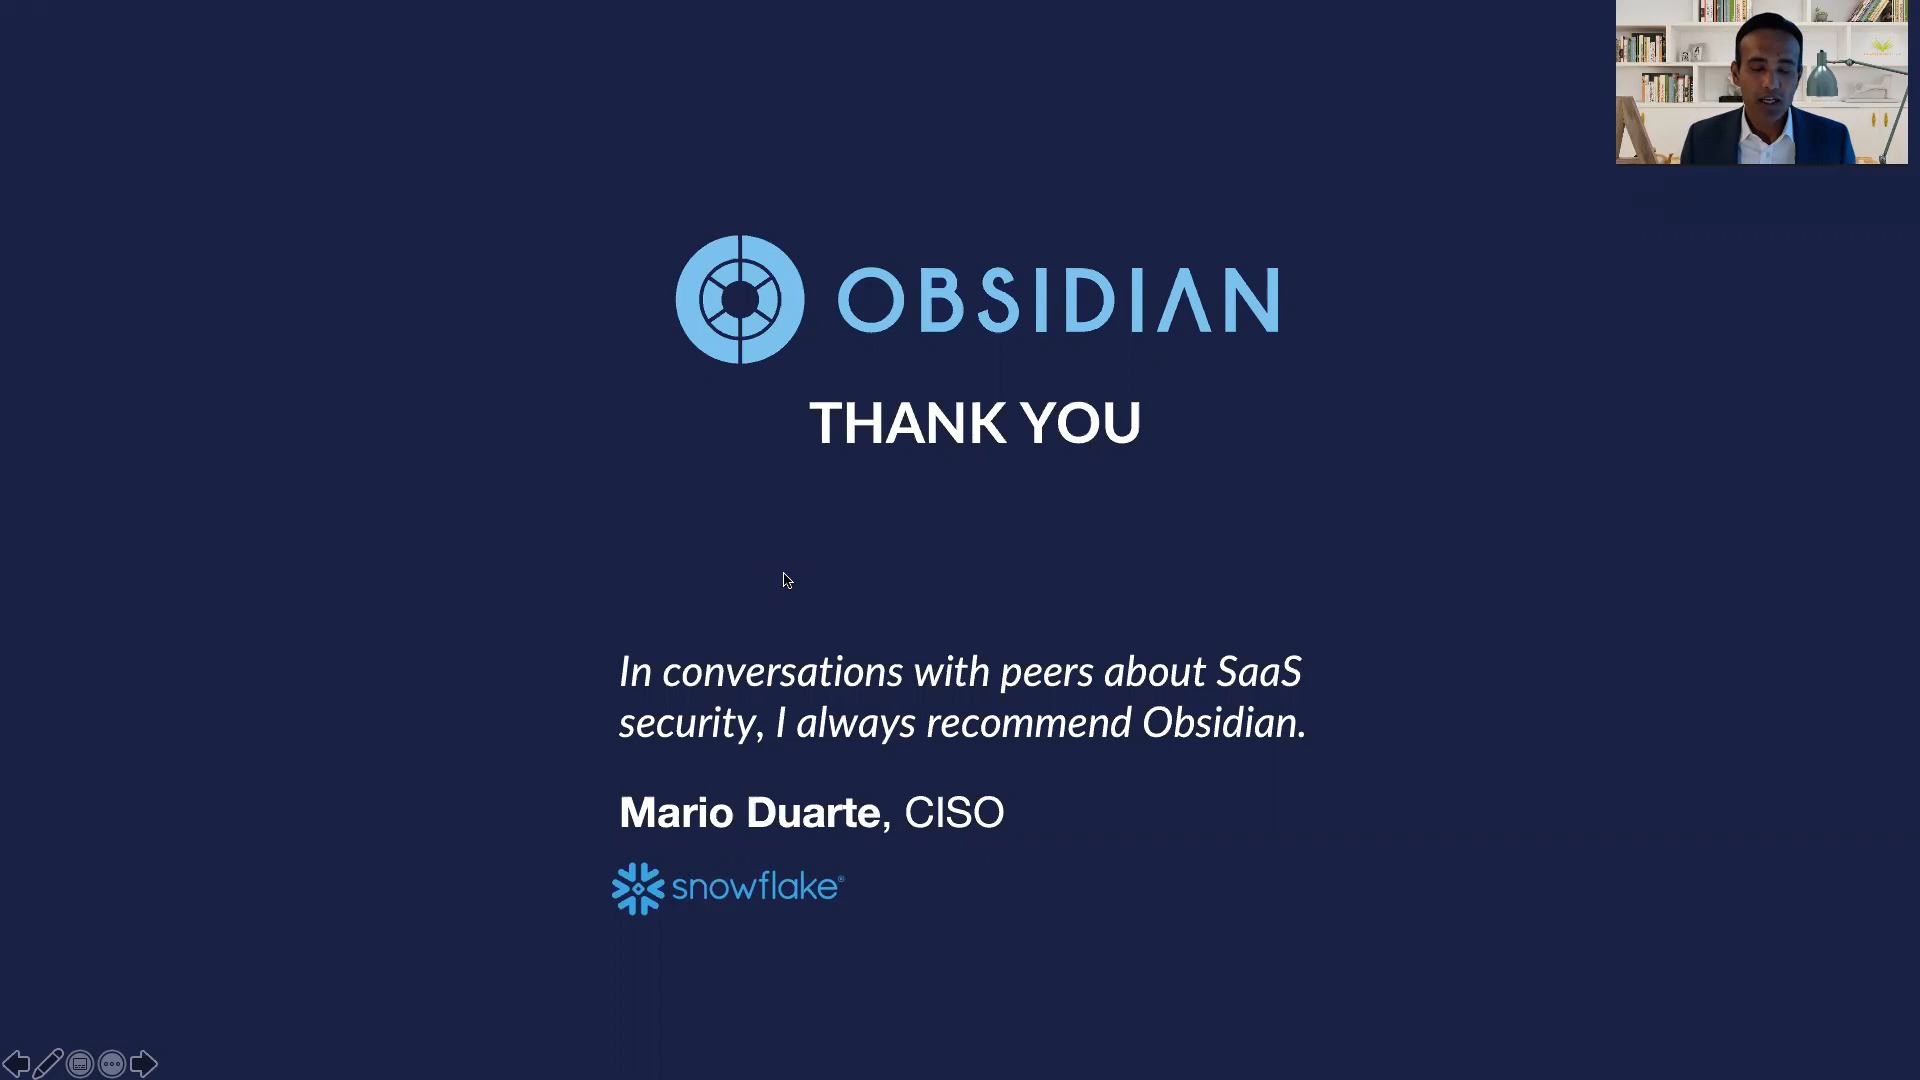 OBSIDIAN
THANK YOU
In conversations with peers about SaaS
security, I always recommend Obsidian.
Mario Duarte, CISO
snowflake®